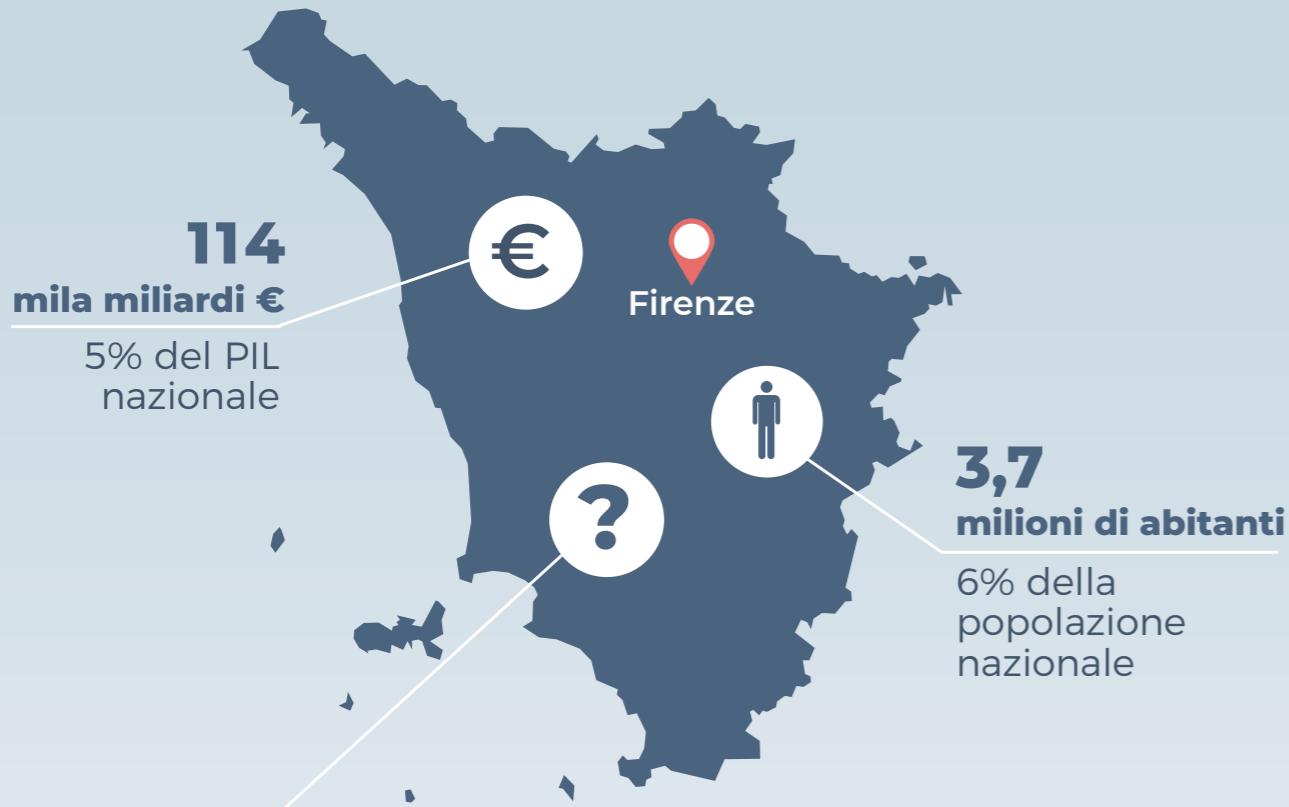 114
mila miliardi €
5% del PIL
nazionale
€
Firenze
?
3,7
milioni di abitanti
6% della
popolazione
nazionale